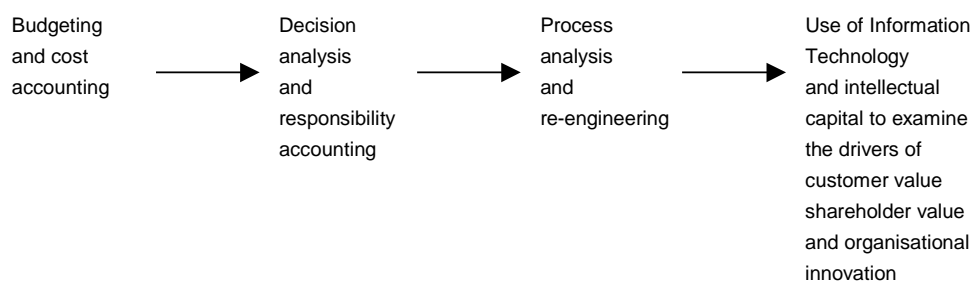 Budgeting
and cost
accounting
Decision
analysis
and
responsibility
accounting
Process
analysis
and
re-engineering
Use of Information
Technology
and intellectual
capital to examine
the drivers of
customer value
shareholder value
and organisational
innovation